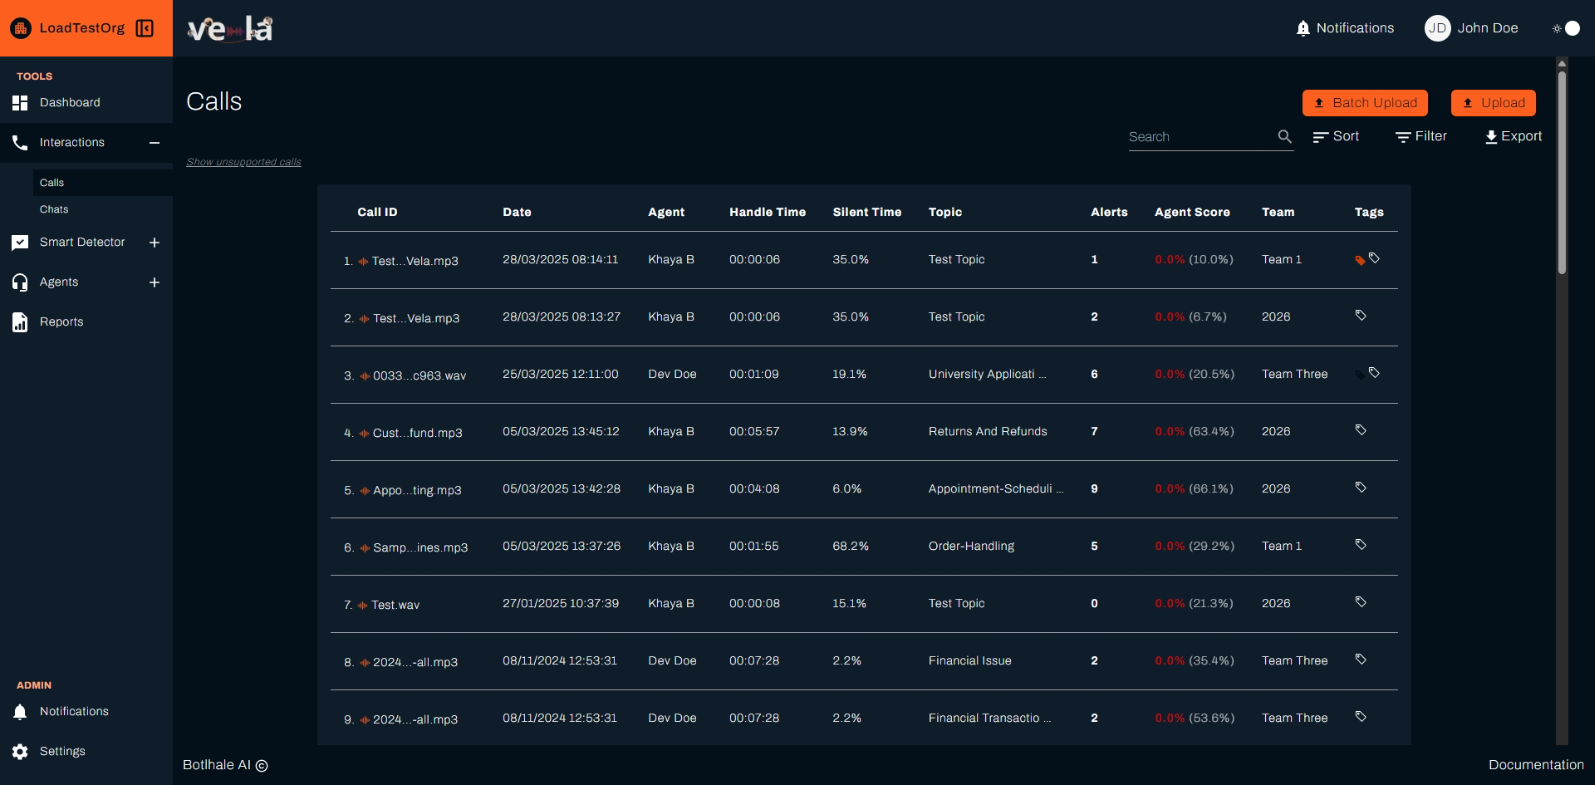 LoadTestOrg
vela
Notifications
JD John Doe
TOOLS
Dashboard
Interactions
Calls
Chats
Smart Detector
Agents
Reports
ADMIN
Notifications
Settings
Calls
Batch Upload
Upload
Search
Sort
Filter
Export
Show unsupported calls
Call ID Date Agent Handle Time Silent Time Topic Alerts Agent Score Team Tags
1. Test...Vela.mp3 28/03/2025 08:14:11 Khaya B 00:00:06 35.0% Test Topic 1 0.0% (10.0%) Team 1
2. Test...Vela.mp3 28/03/2025 08:13:27 Khaya B 00:00:06 35.0% Test Topic 2 0.0% (6.7%) 2026
3. 0033...c963.wav 25/03/2025 12:11:00 Dev Doe 00:01:09 19.1% University Applicati ... 6 0.0% (20.5%) Team Three
4. Cust...fund.mp3 05/03/2025 13:45:12 Khaya B 00:05:57 13.9% Returns And Refunds 7 0.0% (63.4%) 2026
5. Appo...ting.mp3 05/03/2025 13:42:28 Khaya B 00:04:08 6.0% Appointment-Scheduli ... 9 0.0% (66.1%) 2026
6. Samp...ines.mp3 05/03/2025 13:37:26 Khaya B 00:01:55 68.2% Order-Handling 5 0.0% (29.2%) Team 1
7. Test.wav 27/01/2025 10:37:39 Khaya B 00:00:08 15.1% Test Topic 0 0.0% (21.3%) 2026
8. 2024...-all.mp3 08/11/2024 12:53:31 Dev Doe 00:07:28 2.2% Financial Issue 2 0.0% (35.4%) Team Three
9. 2024...-all.mp3 08/11/2024 12:53:31 Dev Doe 00:07:28 2.2% Financial Transactio ... 2 0.0% (53.6%) Team Three
Botlhale AI ©
Documentation